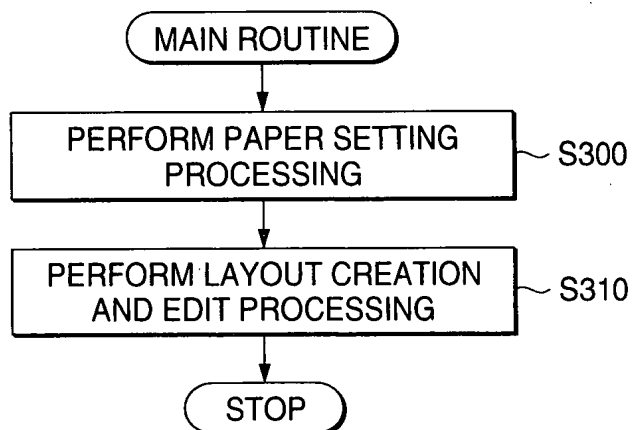 MAIN ROUTINE
PERFORM PAPER SETTING
PROCESSING
S300
PERFORM LAYOUT CREATION
AND EDIT PROCESSING
S310
STOP